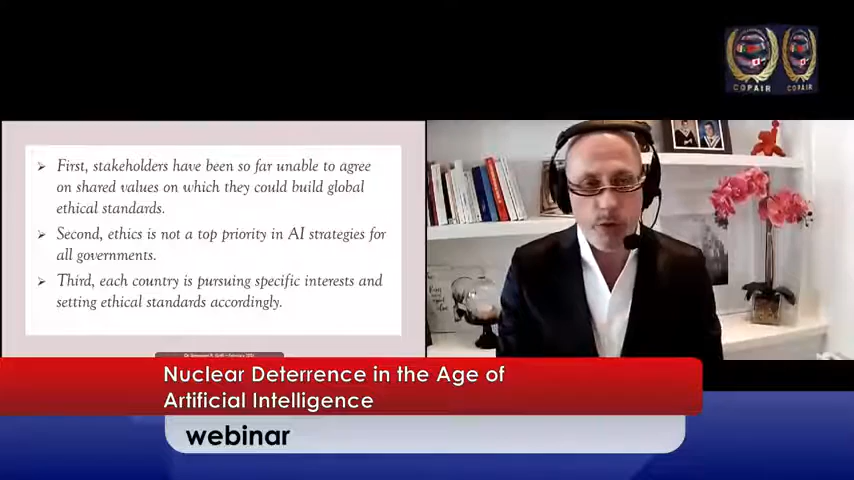 COPAIR COPAIR
First, stakeholders have been so far unable to agree
on shared values on which they could build global
ethical standards.
Second, ethics is not a top priority in AI strategies for
all governments.
Third, each country is pursuing specific interests and
setting ethical standards accordingly.
Nuclear Deterrence in the Age of
Artificial Intelligence
webinar